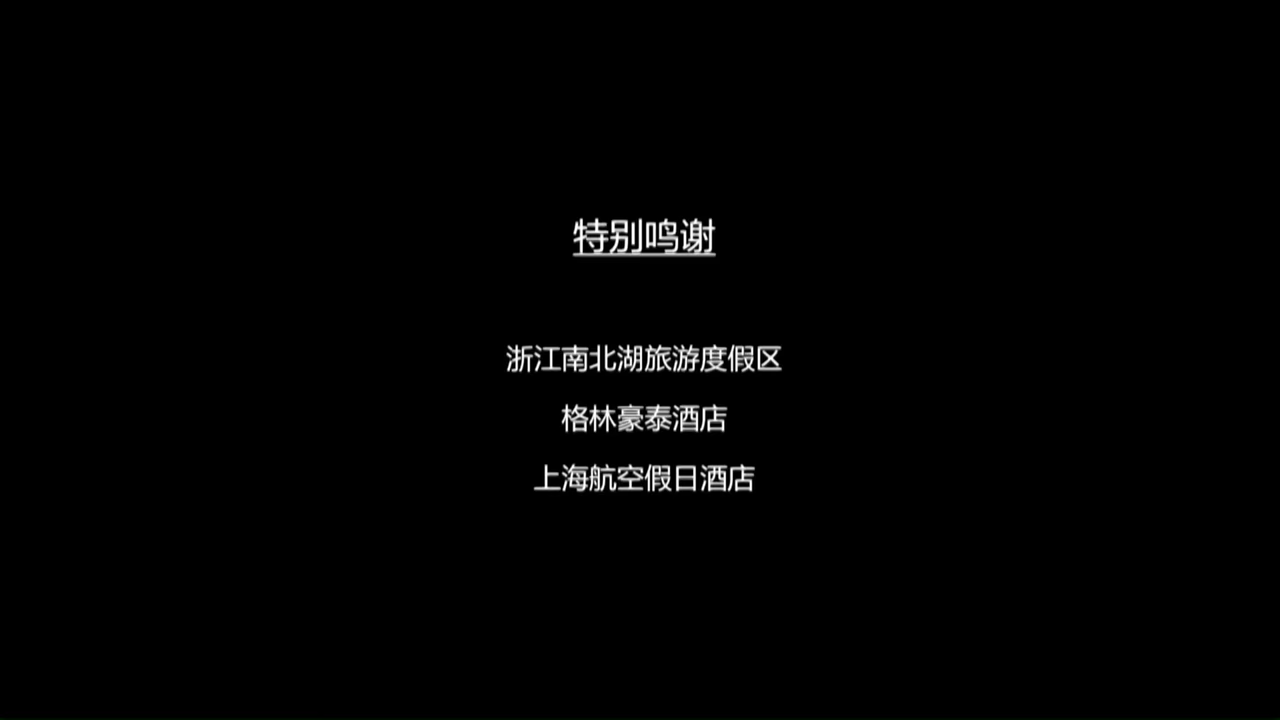 特别鸣谢
浙江南北湖旅游度假区
格林豪泰酒店
上海航空假日酒店